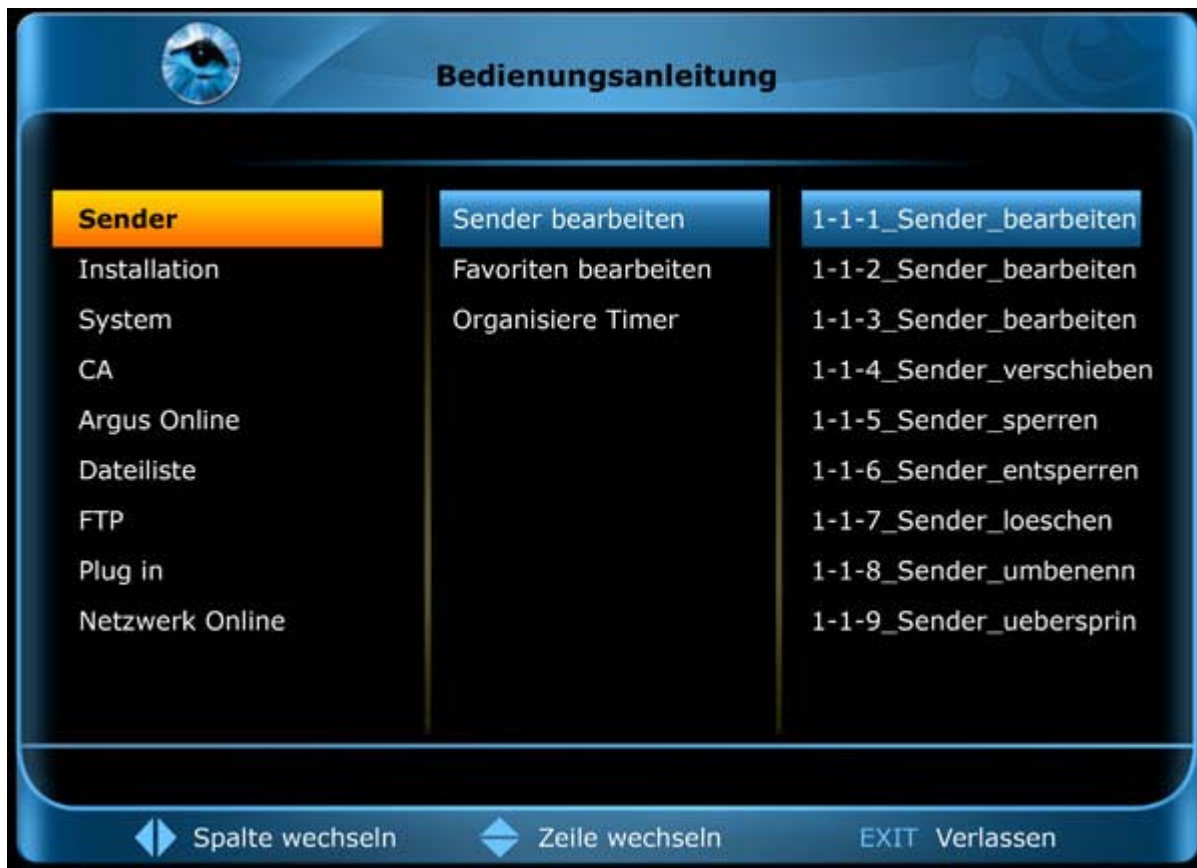 Bedienungsanleitung
Sender
Installation
System
CA
Argus Online
Dateiliste
FTP
Plug in
Netzwerk Online
Sender bearbeiten
Favoriten bearbeiten
Organisiere Timer
1-1-1_Sender_bearbeiten
1-1-2_Sender_bearbeiten
1-1-3_Sender_bearbeiten
1-1-4_Sender_verschieben
1-1-5_Sender_sperren
1-1-6_Sender_entsperren
1-1-7_Sender_loeschen
1-1-8_Sender_umbenenn
1-1-9_Sender_uebersprin
Spalte wechseln
Zeile wechseln
EXIT Verlassen